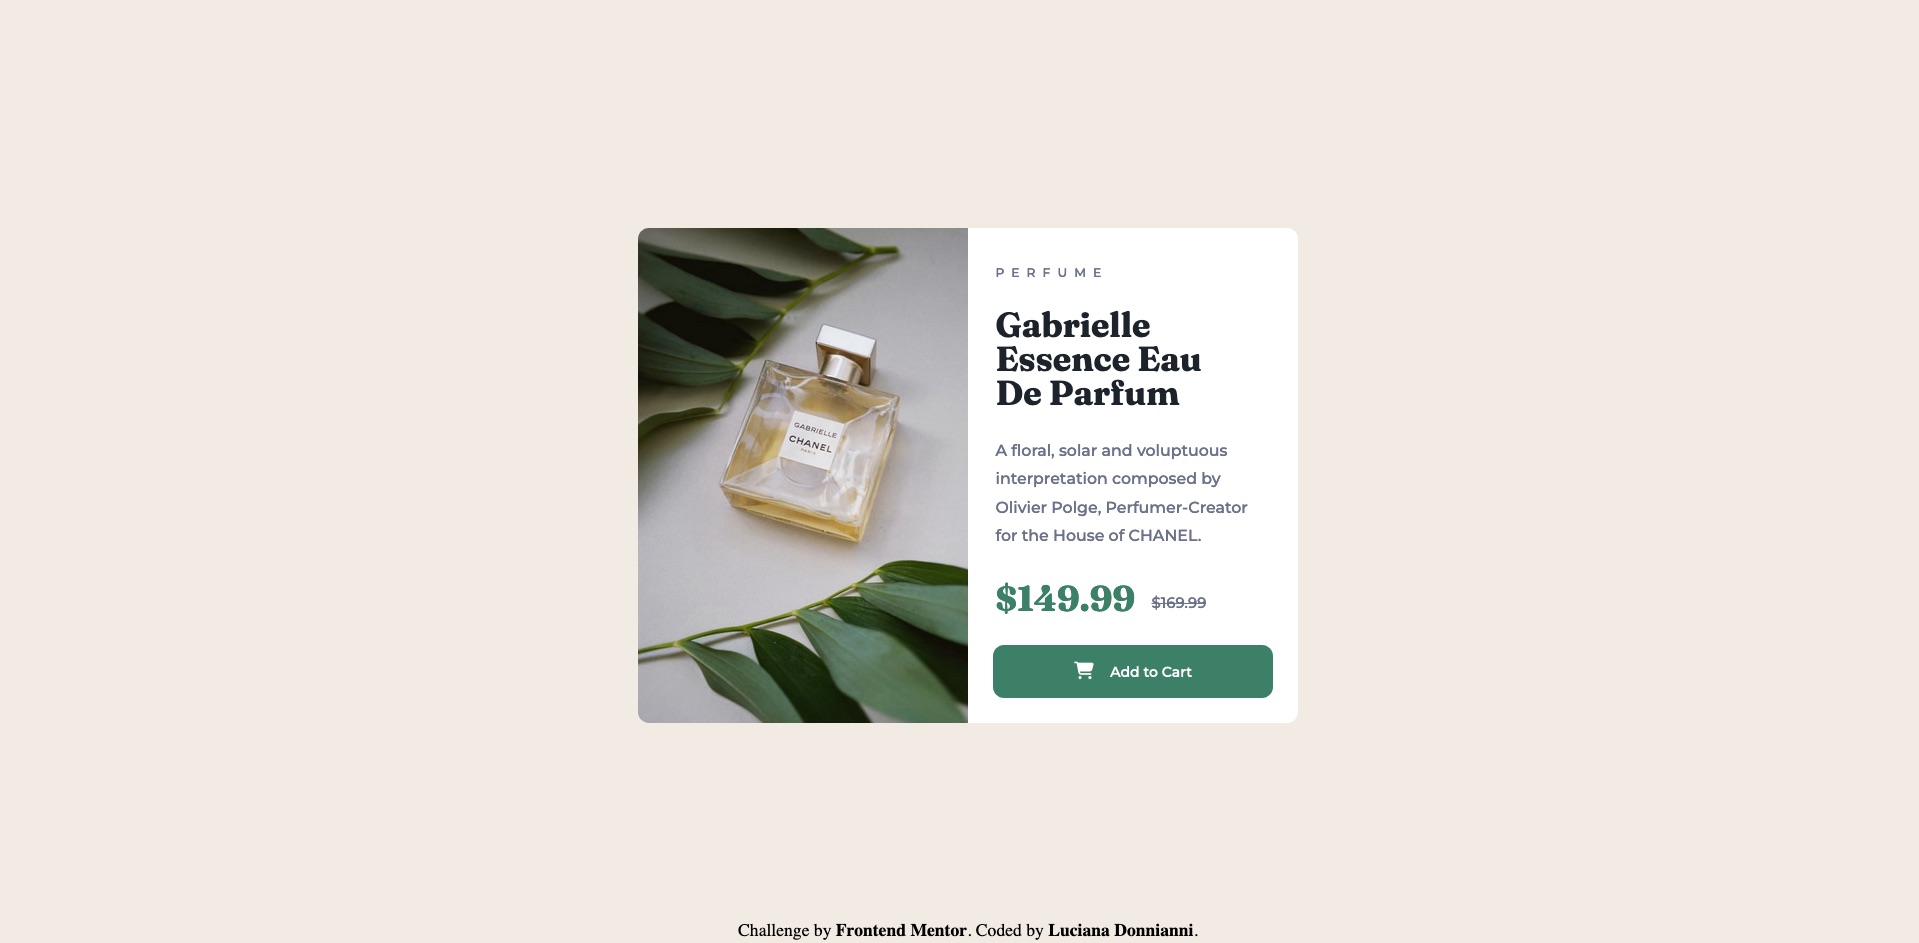 PERFUME
Gabrielle
Essence Eau
De Parfum
A floral, solar and voluptuous
interpretation composed by
Olivier Polge, Perfumer-Creator
for the House of CHANEL.
$149.99 $169.99
Add to Cart
GABRIELLE
CHANEL
PARIS
Challenge by Frontend Mentor. Coded by Luciana Donnianni.